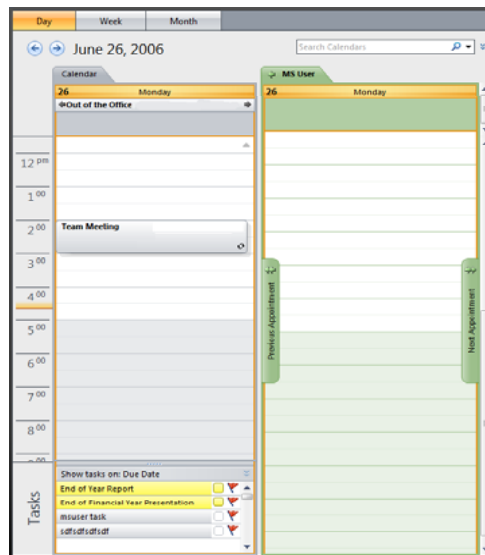 Day Week Month
June 26, 2006
Search Calendars
Calendar
MS User
26 Monday
26 Monday
Out of the Office
12 pm
1 00
2 00
Team Meeting
3 00
4 00
5 00
6 00
7 00
8 00
Previous Appointment
Next Appointment
Tasks
Show tasks on: Due Date
End of Year Report
End of Financial Year Presentation
msuser task
sdfsdfsdfsdf